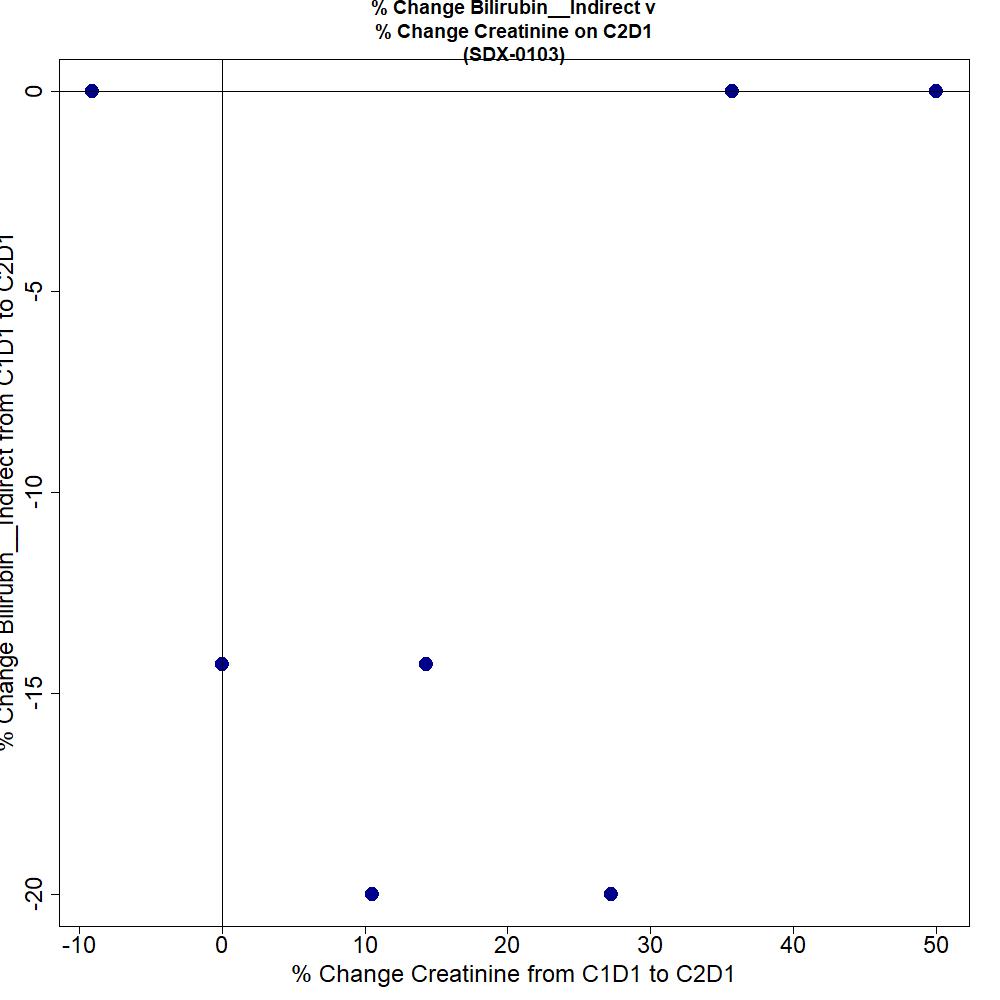 % Change Bilirubin__Indirect v
% Change Creatinine on C2D1
(SDX-0103)
0
-5
-10
-15
-20
% Change Bilirubin__Indirect from C1D1 to C2D1
-10
0
10
20
30
40
50
% Change Creatinine from C1D1 to C2D1